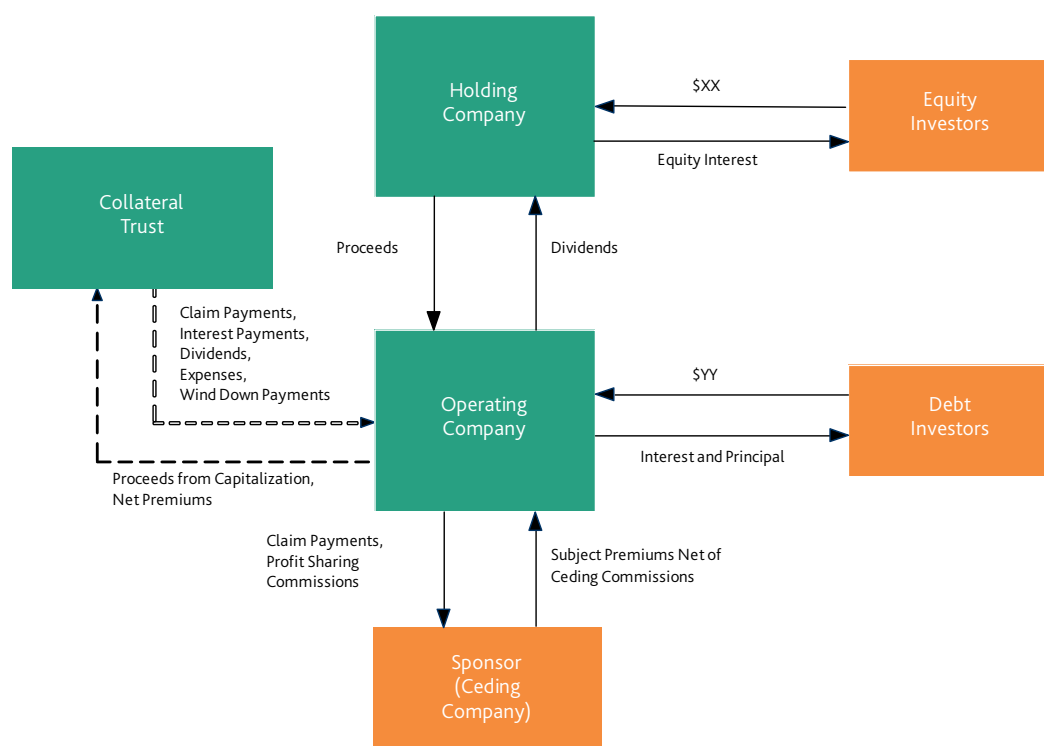 Holding
Company
$XX
Equity
Investors
Equity Interest
Collateral
Trust
Proceeds
Dividends
Claim Payments,
Interest Payments,
Dividends,
Expenses,
Wind Down Payments
Operating
Company
$YY
Debt
Investors
Interest and Principal
Proceeds from Capitalization,
Net Premiums
Claim Payments,
Profit Sharing
Commissions
Subject Premiums Net of
Ceding Commissions
Sponsor
(Ceding
Company)